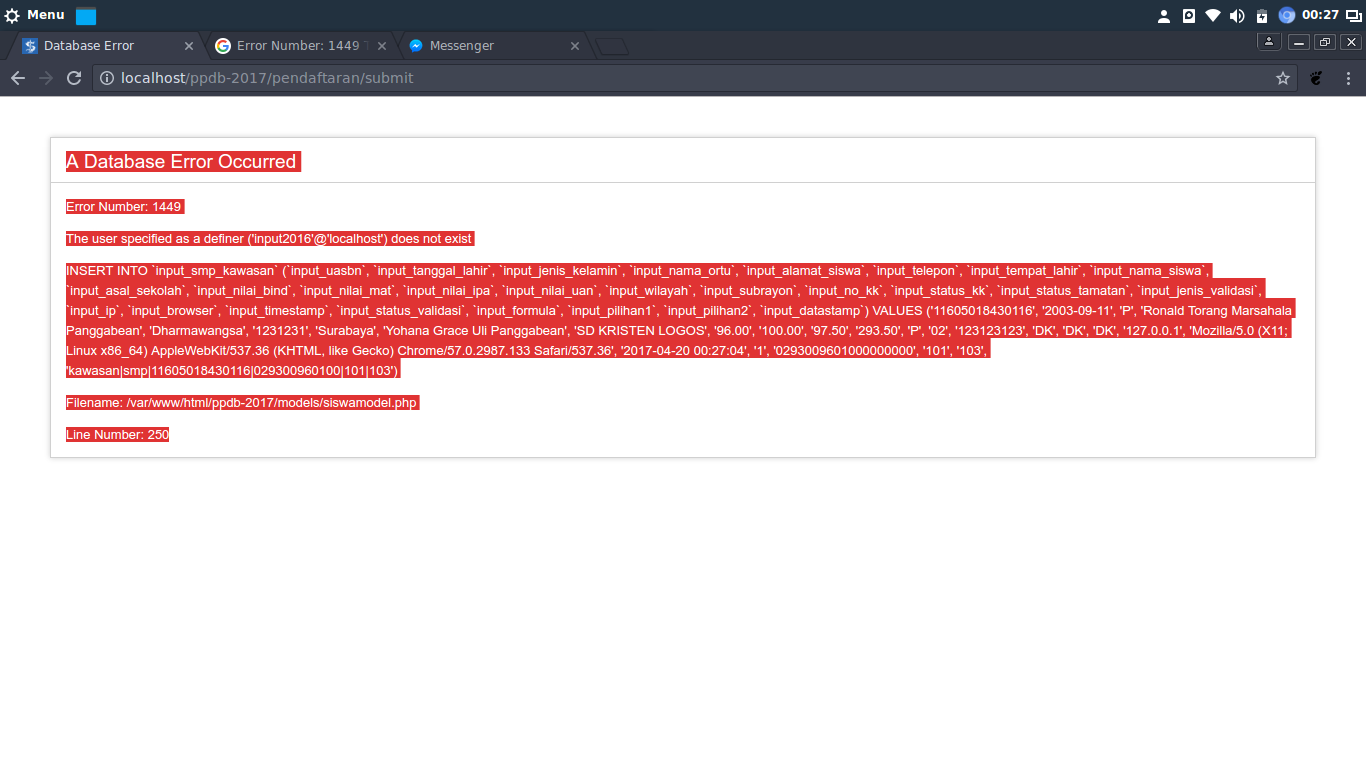 Menu
00:27
Database Error
Error Number: 1449
Messenger
localhost/ppdb-2017/pendaftaran/submit
A Database Error Occurred
Error Number: 1449
The user specified as a definer ('input2016'@'localhost') does not exist
INSERT INTO `input_smp_kawasan` (`input_uasbn`, `input_tanggal_lahir`, `input_jenis_kelamin`, `input_nama_ortu`, `input_alamat_siswa`, `input_telepon`, `input_tempat_lahir`, `input_nama_siswa`,
`input_asal_sekolah`, `input_nilai_bind`, `input_nilai_mat`, `input_nilai_ipa`, `input_nilai_uan`, `input_wilayah`, `input_subrayon`, `input_no_kk`, `input_status_kk`, `input_status_tamatan`, `input_jenis_validasi`,
`input_ip`, `input_browser`, `input_timestamp`, `input_status_validasi`, `input_formula`, `input_pilihan1`, `input_pilihan2`, `input_datastamp`) VALUES ('11605018430116', '2003-09-11', 'P', 'Ronald Torang Marsahala
Panggabean', 'Dharmawangsa', '1231231', 'Surabaya', 'Yohana Grace Uli Panggabean', 'SD KRISTEN LOGOS', '96.00', '100.00', '97.50', '293.50', 'P', '02', '123123123', 'DK', 'DK', 'DK', '127.0.0.1', 'Mozilla/5.0 (X11;
Linux x86_64) AppleWebKit/537.36 (KHTML, like Gecko) Chrome/57.0.2987.133 Safari/537.36', '2017-04-20 00:27:04', '1', '0293009601000000000', '101', '103',
'kawasan|smp|11605018430116|029300960100|101|103')
Filename: /var/www/html/ppdb-2017/models/siswamodel.php
Line Number: 250